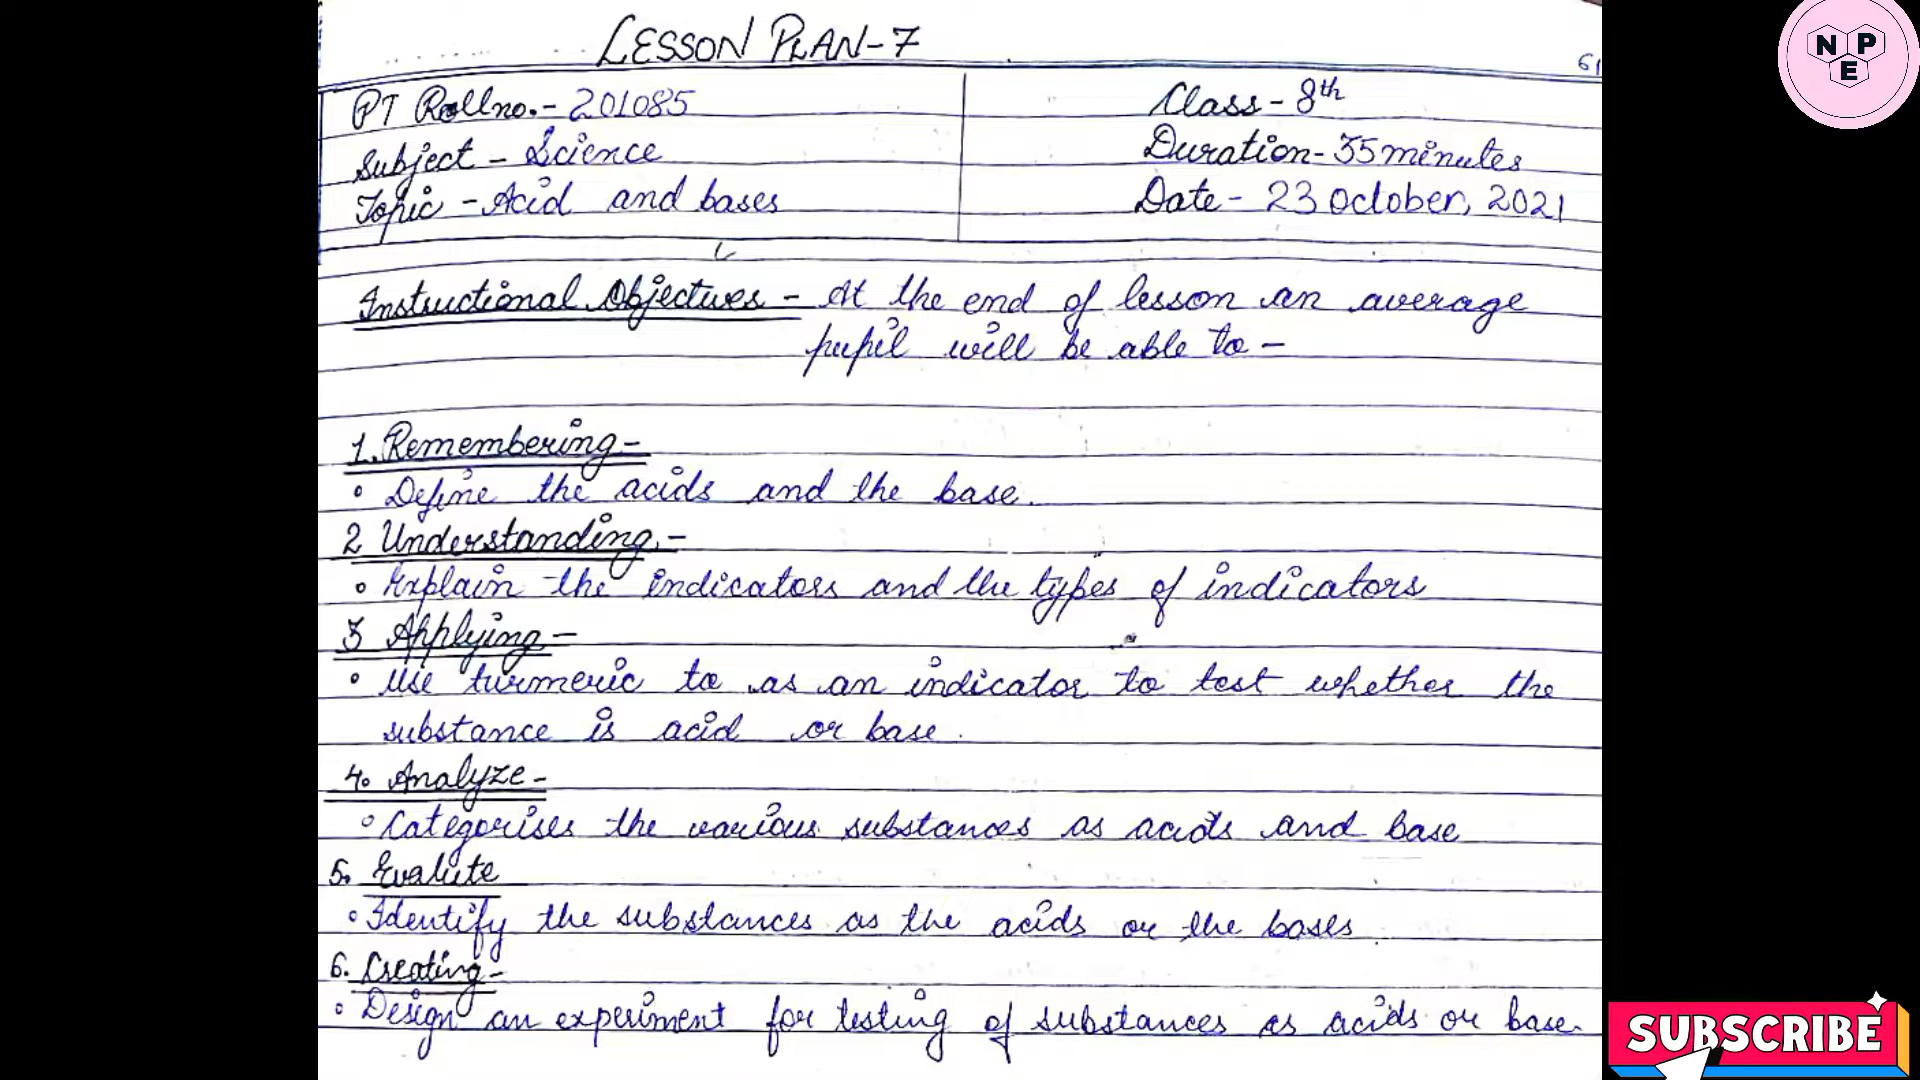 LESSON PLAN-7
61
PT Rollno.- 201085
Class- 8th
Subject - Science
Duration- 35 minutes
Topic - Acid and bases
Date - 23 October, 2021
Instructional Objectives - At the end of lesson an average
pupil will be able to -
1. Remembering-
• Define the acids and the base.
2 Understanding.-
• Explain the indicators and the types of indicators
3 Applying -
• Use turmeric to as an indicator to test whether the
substance is acid or base.
4. Analyze-
• Categorises the various substances as acids and base
5. Evalute
• Identify the substances as the acids or the bases
6. Creating-
• Design an experiment for testing of substances as acids or base.
N P
E
SUBSCRIBE